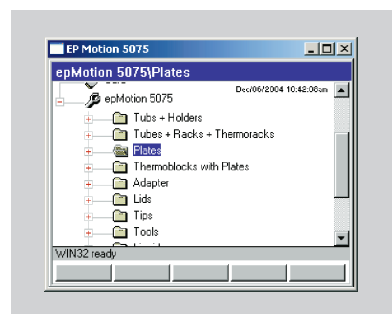 EP Motion 5075
epMotion 5075\Plates
Dec/06/2004 10:42:06am
epMotion 5075
Tubs + Holders
Tubes + Racks + Thermoracks
Plates
Thermoblocks with Plates
Adapter
Lids
Tips
Tools
WIN32 ready